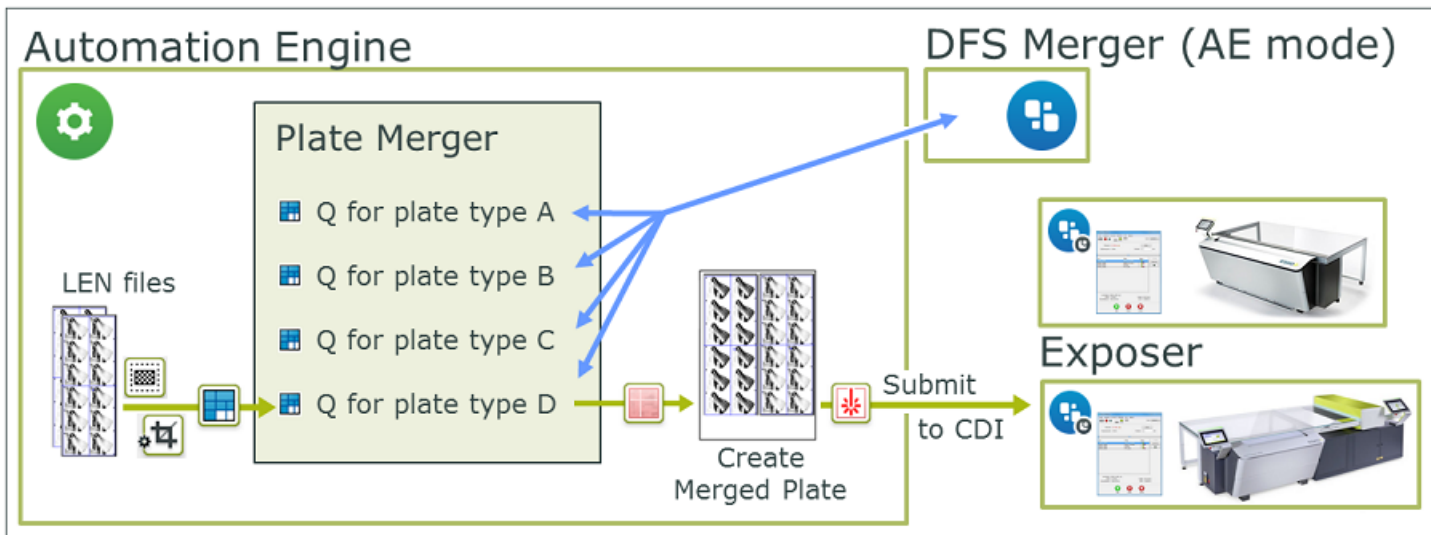 Automation Engine
DFS Merger (AE mode)
Plate Merger
Q for plate type A
Q for plate type B
Q for plate type C
Q for plate type D
LEN files
Create
Merged Plate
Submit
to CDI
Exposer